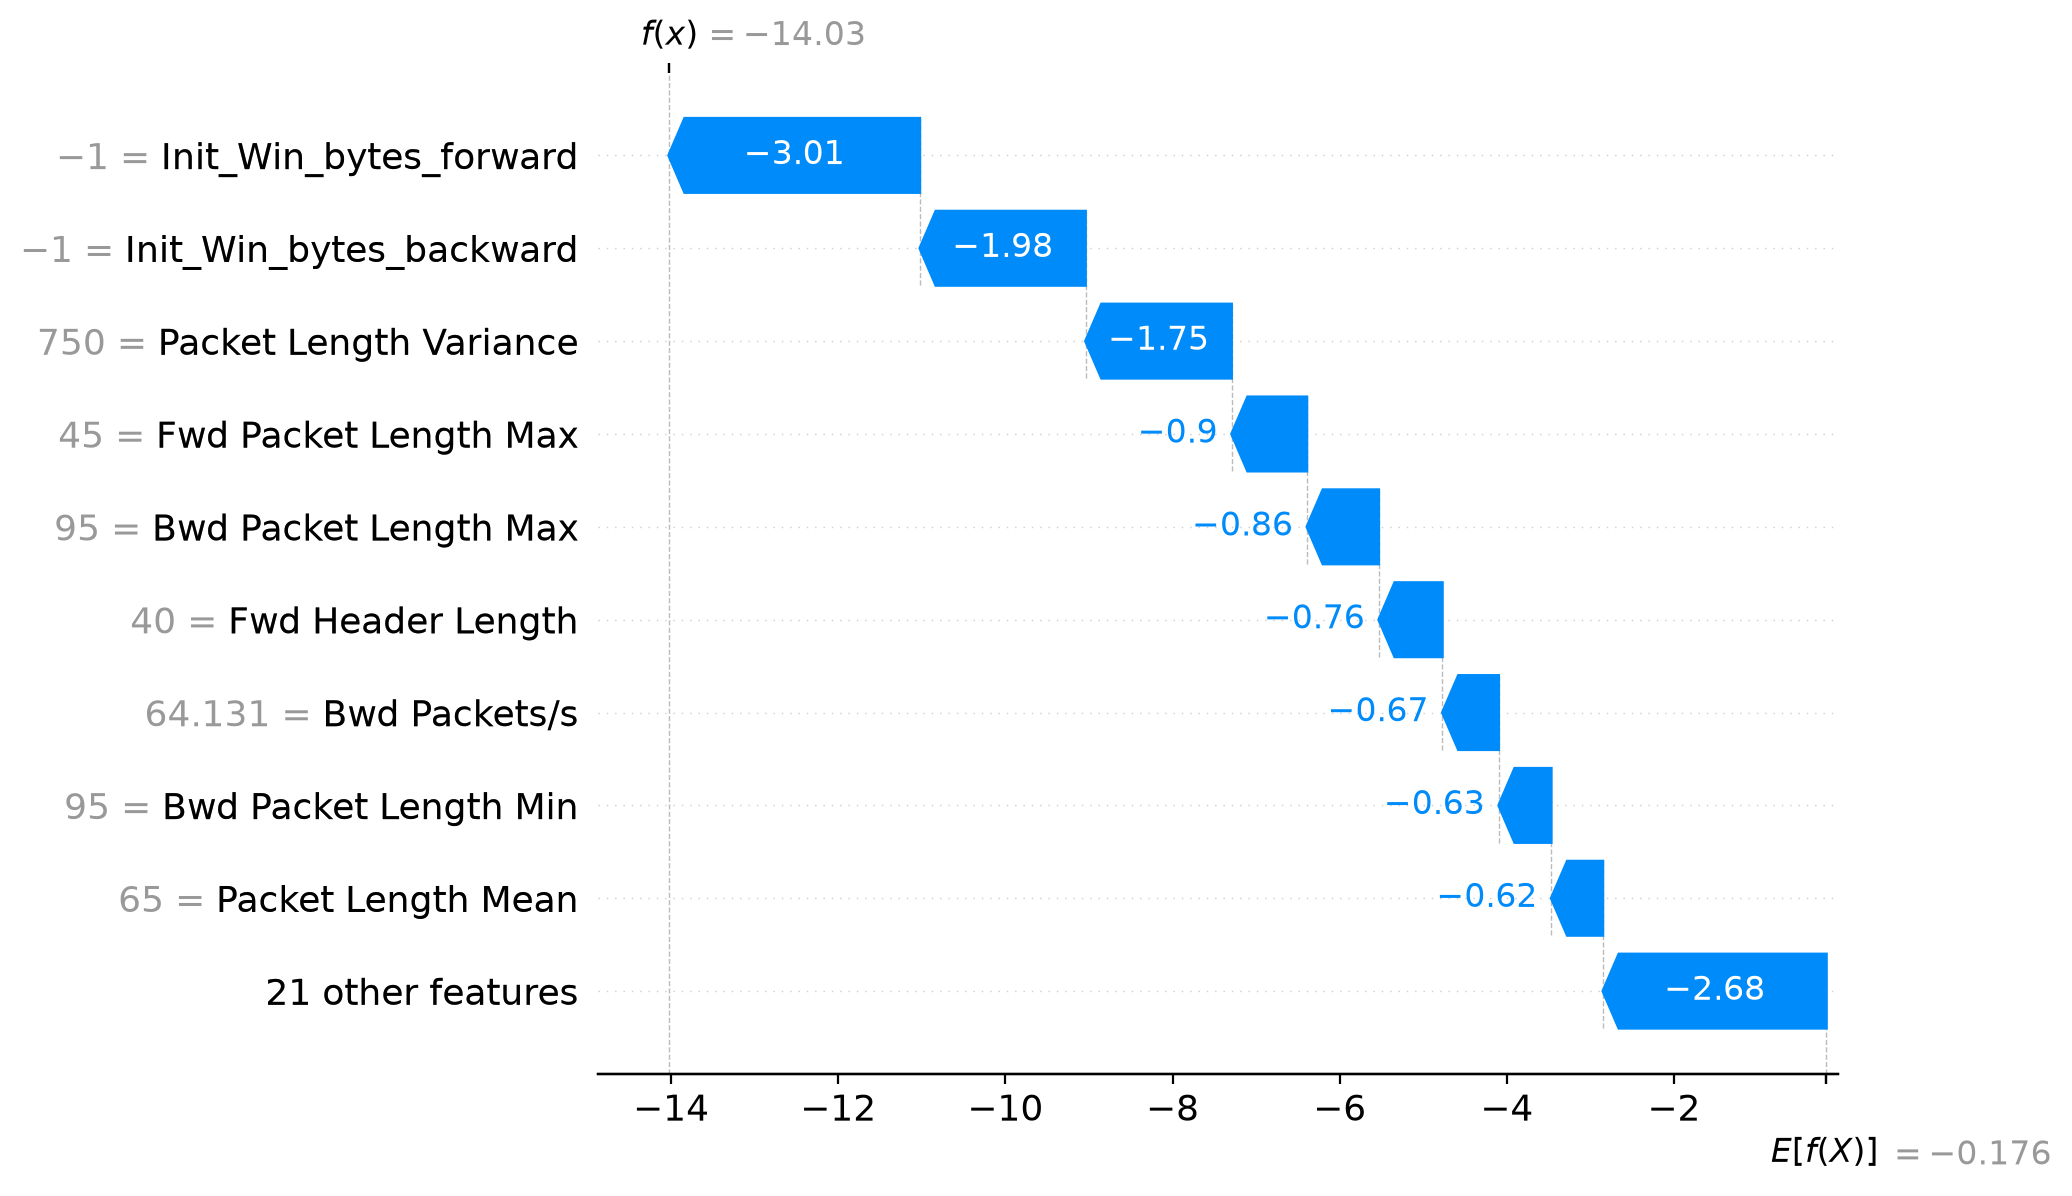 f(x) = −14.03
−1 = Init_Win_bytes_forward −3.01
−1 = Init_Win_bytes_backward −1.98
750 = Packet Length Variance −1.75
45 = Fwd Packet Length Max −0.9
95 = Bwd Packet Length Max −0.86
40 = Fwd Header Length −0.76
64.131 = Bwd Packets/s −0.67
95 = Bwd Packet Length Min −0.63
65 = Packet Length Mean −0.62
21 other features −2.68
−14 −12 −10 −8 −6 −4 −2
E[f(X)] = −0.176